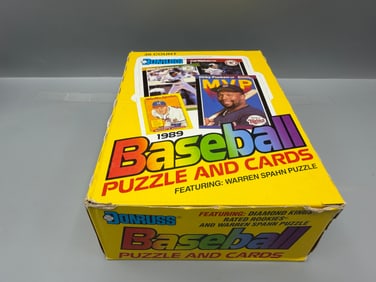 36 COUNT
DONRUSS
MVP
1989
Baseball
PUZZLE AND CARDS
FEATURING: WARREN SPAHN PUZZLE
DONRUSS
FEATURING: DIAMOND KINGS
RATED ROOKIES
AND WARREN SPAHN PUZZLE
Baseball
PUZZLE AND CARDS